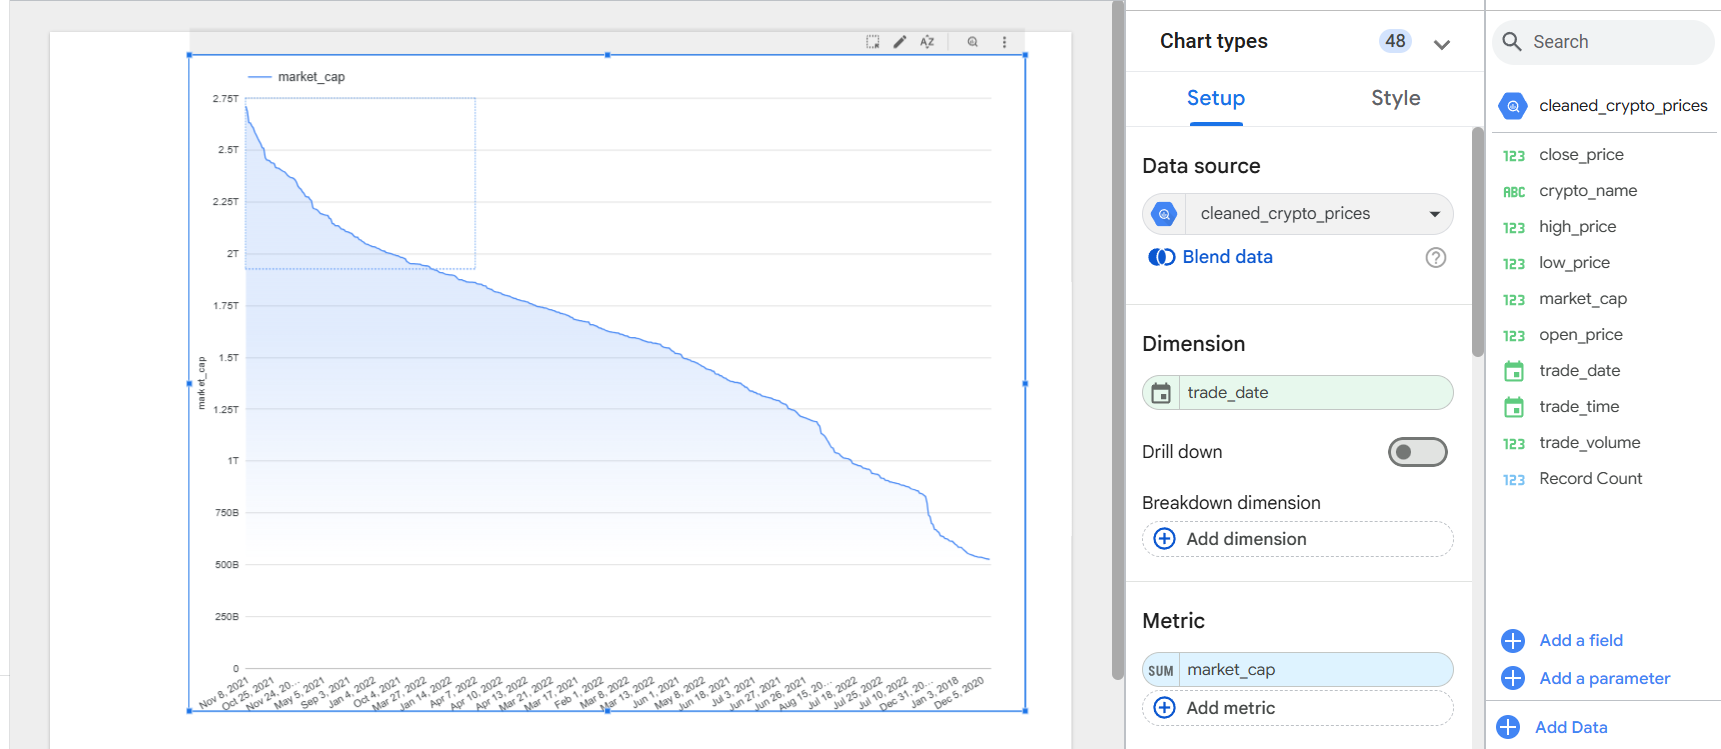 market_cap
2.75T
2.5T
2.25T
2T
1.75T
1.5T
1.25T
1T
750B
500B
250B
0
market_cap
Nov 8, 2021
Oct 25, 2021
Nov 24, 20...
May 5, 2021
Sep 3, 2021
Jan 4, 2022
Oct 4, 2021
Mar 27, 2022
Jan 14, 2022
Apr 7, 2022
Apr 10, 2022
Apr 13, 2022
Mar 21, 2022
Mar 17, 2021
Feb 1, 2022
Mar 8, 2022
Mar 13, 2022
Jun 1, 2021
May 8, 2022
Jun 18, 2021
Jul 3, 2021
Jun 27, 2021
Jun 26, 2021
Aug 15, 20...
Jul 18, 2022
Jul 25, 2022
Jul 10, 2022
Dec 31, 20...
Jan 3, 2018
Dec 5, 2020
Chart types
48
Setup
Style
Data source
cleaned_crypto_prices
Blend data
?
Dimension
trade_date
Drill down
Breakdown dimension
Add dimension
Metric
SUM market_cap
Add metric
Search
cleaned_crypto_prices
123 close_price
ABC crypto_name
123 high_price
123 low_price
123 market_cap
123 open_price
trade_date
trade_time
123 trade_volume
123 Record Count
Add a field
Add a parameter
Add Data